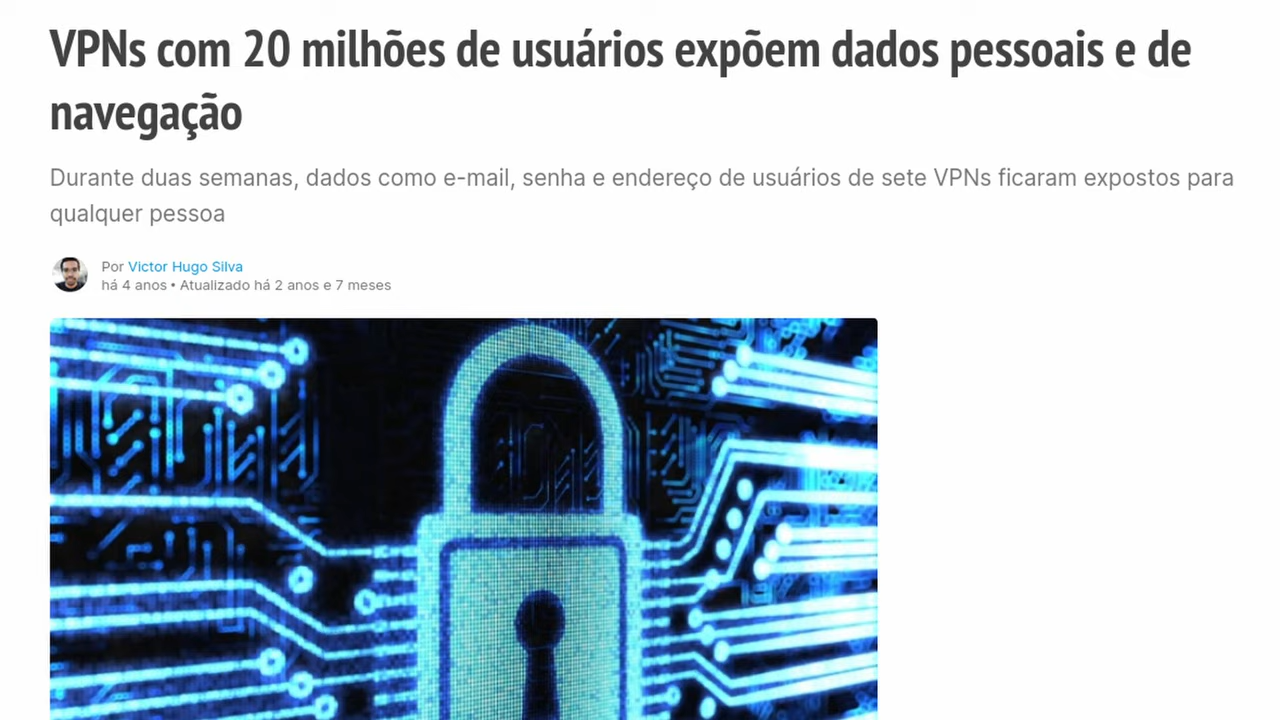 VPNs com 20 milhões de usuários expõem dados pessoais e de
navegação
Durante duas semanas, dados como e-mail, senha e endereço de usuários de sete VPNs ficaram expostos para
qualquer pessoa
Por Victor Hugo Silva
há 4 anos • Atualizado há 2 anos e 7 meses